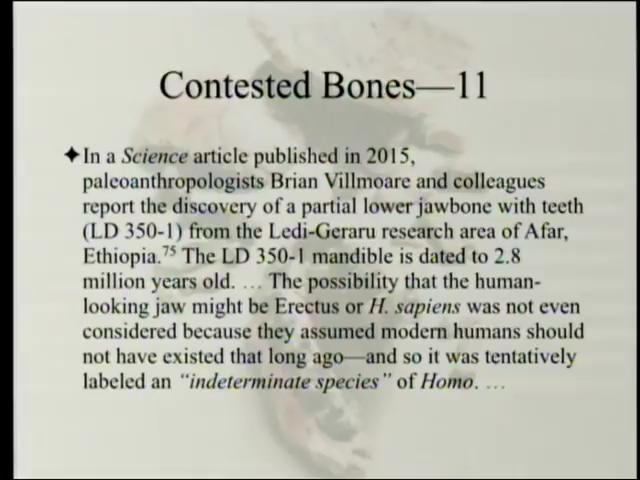 Contested Bones—11
✦In a Science article published in 2015,
paleoanthropologists Brian Villmoare and colleagues
report the discovery of a partial lower jawbone with teeth
(LD 350-1) from the Ledi-Geraru research area of Afar,
Ethiopia.75 The LD 350-1 mandible is dated to 2.8
million years old. … The possibility that the human-
looking jaw might be Erectus or H. sapiens was not even
considered because they assumed modern humans should
not have existed that long ago—and so it was tentatively
labeled an “indeterminate species” of Homo. …